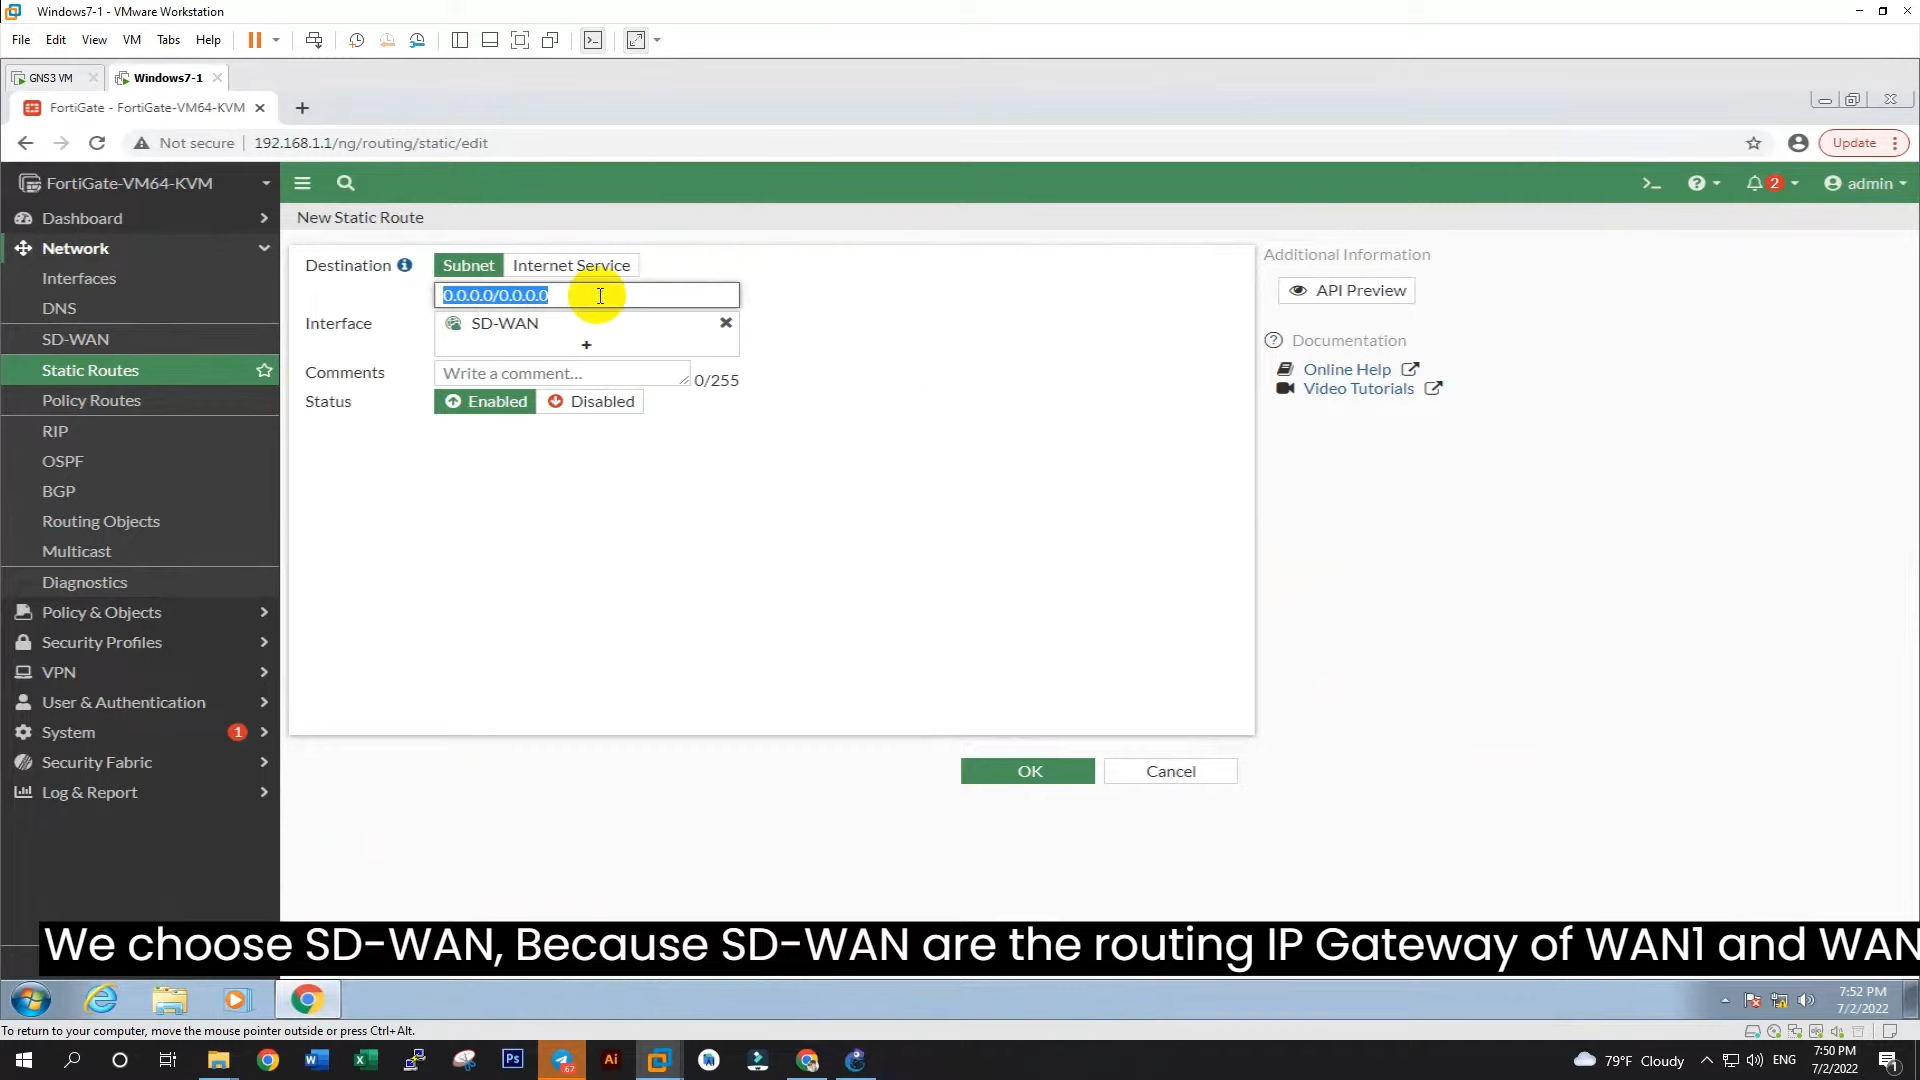 Windows7-1 - VMware Workstation
File Edit View VM Tabs Help
GNS3 VM Windows7-1
FortiGate - FortiGate-VM64-KVM
Not secure 192.168.1.1/ng/routing/static/edit Update
FortiGate-VM64-KVM 2 admin
Dashboard
New Static Route
Network
Interfaces
DNS
SD-WAN
Static Routes
Policy Routes
RIP
OSPF
BGP
Routing Objects
Multicast
Diagnostics
Policy & Objects
Security Profiles
VPN
User & Authentication
System 1
Security Fabric
Log & Report
Destination Subnet Internet Service
0.0.0.0/0.0.0.0
Interface SD-WAN
+
Comments Write a comment... 0/255
Status Enabled Disabled
OK Cancel
Additional Information
API Preview
Documentation
Online Help
Video Tutorials
We choose SD-WAN, Because SD-WAN are the routing IP Gateway of WAN1 and WAN
7:52 PM
7/2/2022
To return to your computer, move the mouse pointer outside or press Ctrl+Alt.
Ps .67 Ai
79°F Cloudy ENG
7:50 PM
7/2/2022
1